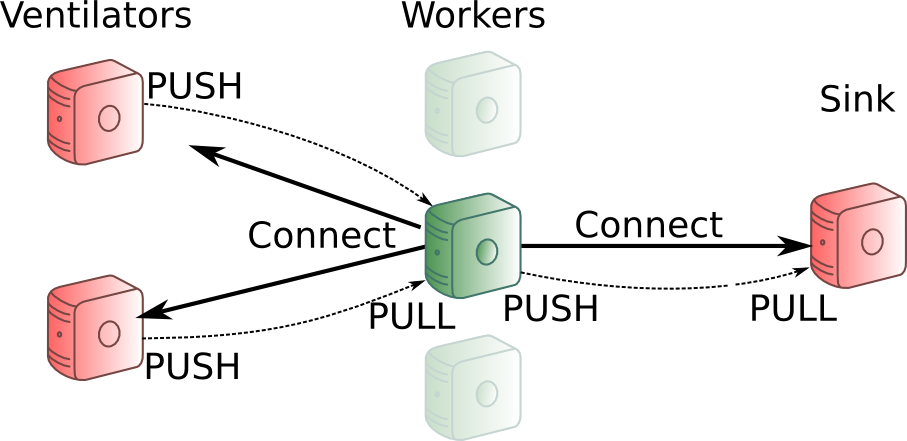 Ventilators
Workers
PUSH
Sink
Connect
Connect
PULL
PUSH
PULL
PUSH